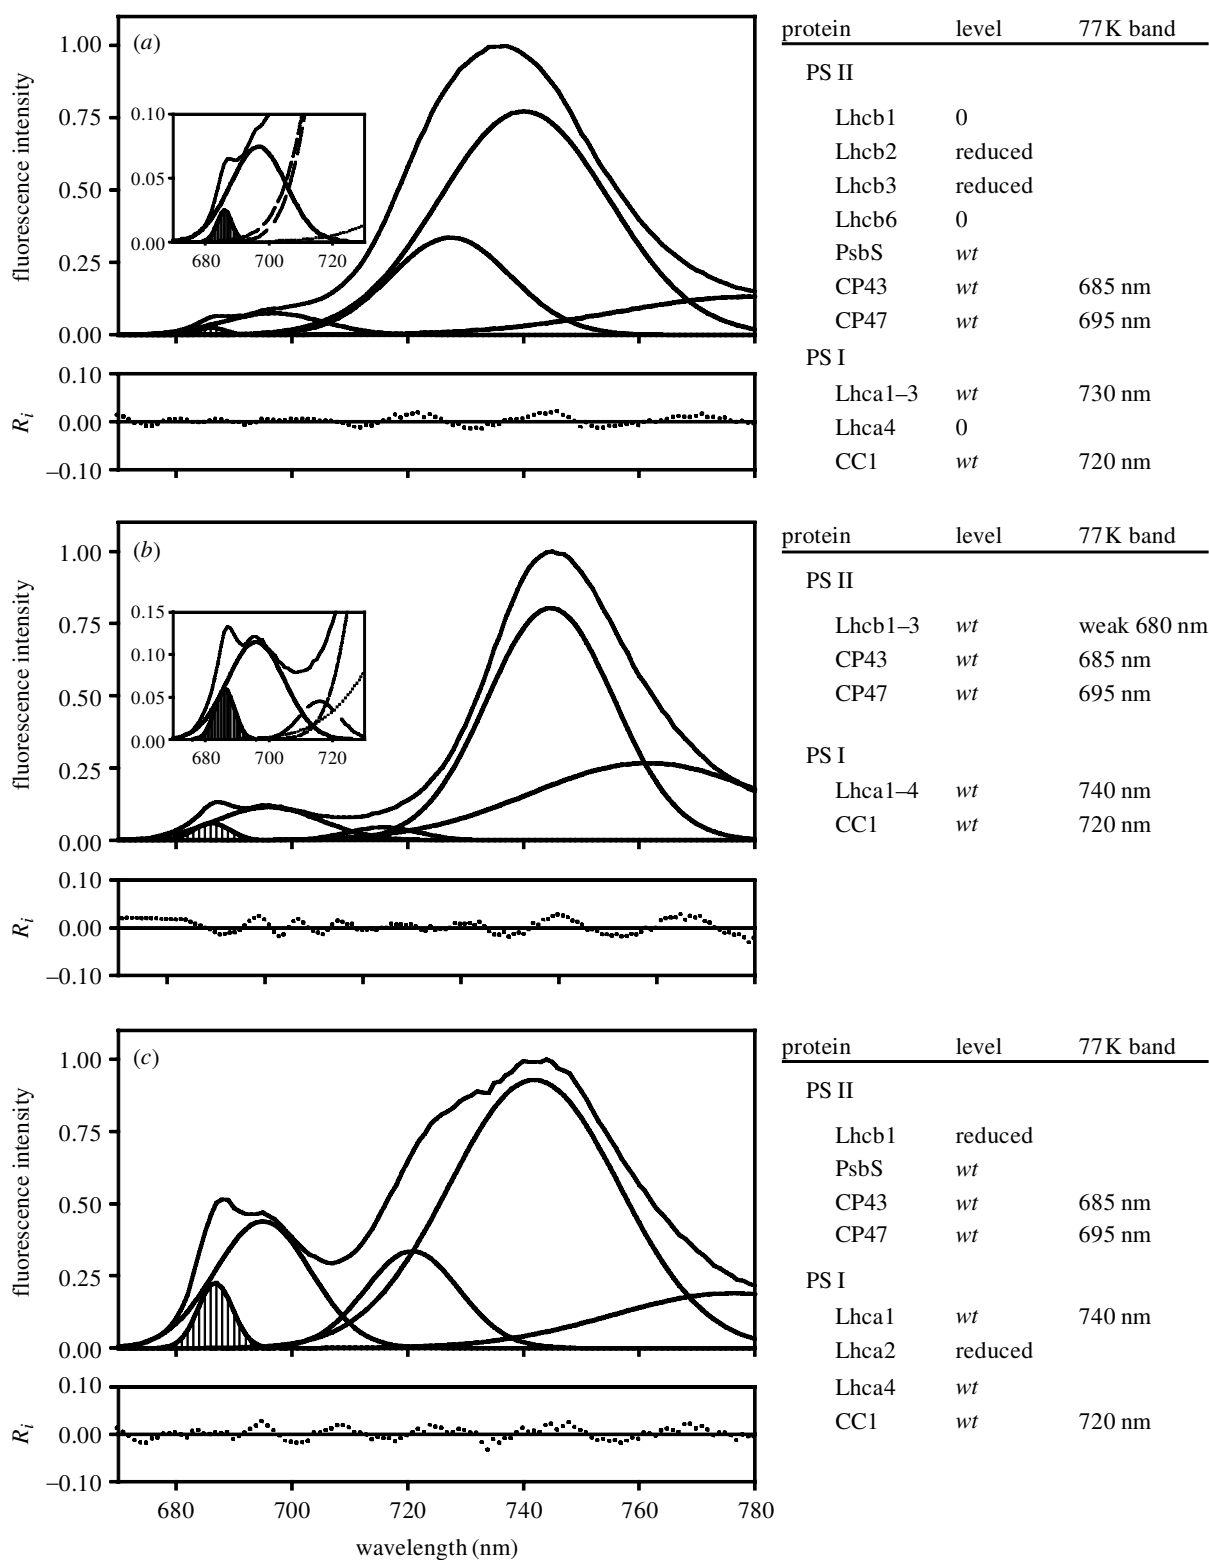 (a)
fluorescence intensity
1.00
0.75
0.50
0.25
0.00
0.10
0.05
0.00
680 700 720
R_i
0.10
0.00
–0.10
protein level 77K band
PS II
Lhcb1 0
Lhcb2 reduced
Lhcb3 reduced
Lhcb6 0
PsbS wt
CP43 wt 685 nm
CP47 wt 695 nm
PS I
Lhca1–3 wt 730 nm
Lhca4 0
CC1 wt 720 nm
(b)
fluorescence intensity
1.00
0.75
0.50
0.25
0.00
0.15
0.10
0.05
0.00
680 700 720
R_i
0.10
0.00
–0.10
protein level 77K band
PS II
Lhcb1–3 wt weak 680 nm
CP43 wt 685 nm
CP47 wt 695 nm
PS I
Lhca1–4 wt 740 nm
CC1 wt 720 nm
(c)
fluorescence intensity
1.00
0.75
0.50
0.25
0.00
R_i
0.10
0.00
–0.10
680 700 720 740 760 780
wavelength (nm)
protein level 77K band
PS II
Lhcb1 reduced
PsbS wt
CP43 wt 685 nm
CP47 wt 695 nm
PS I
Lhca1 wt 740 nm
Lhca2 reduced
Lhca4 wt
CC1 wt 720 nm